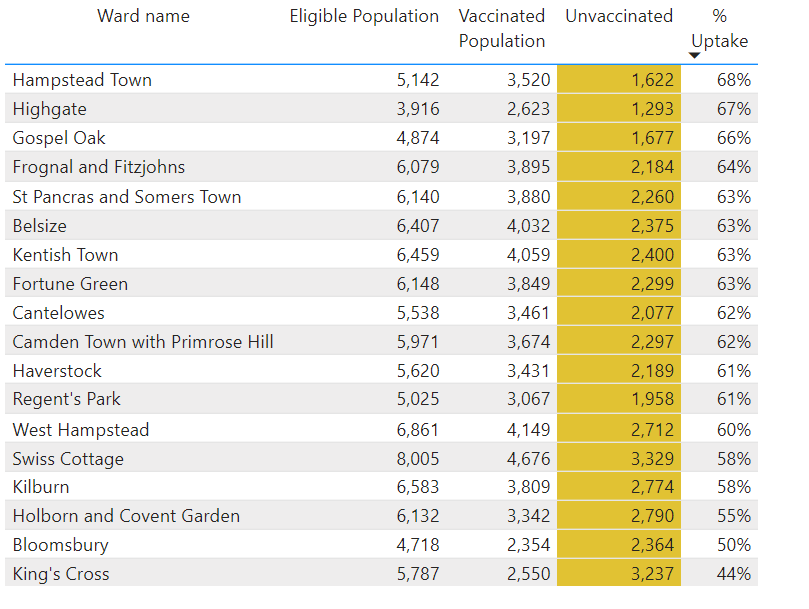 Ward name Eligible Population Vaccinated Population Unvaccinated % Uptake
Hampstead Town 5,142 3,520 1,622 68%
Highgate 3,916 2,623 1,293 67%
Gospel Oak 4,874 3,197 1,677 66%
Frognal and Fitzjohns 6,079 3,895 2,184 64%
St Pancras and Somers Town 6,140 3,880 2,260 63%
Belsize 6,407 4,032 2,375 63%
Kentish Town 6,459 4,059 2,400 63%
Fortune Green 6,148 3,849 2,299 63%
Cantelowes 5,538 3,461 2,077 62%
Camden Town with Primrose Hill 5,971 3,674 2,297 62%
Haverstock 5,620 3,431 2,189 61%
Regent's Park 5,025 3,067 1,958 61%
West Hampstead 6,861 4,149 2,712 60%
Swiss Cottage 8,005 4,676 3,329 58%
Kilburn 6,583 3,809 2,774 58%
Holborn and Covent Garden 6,132 3,342 2,790 55%
Bloomsbury 4,718 2,354 2,364 50%
King's Cross 5,787 2,550 3,237 44%